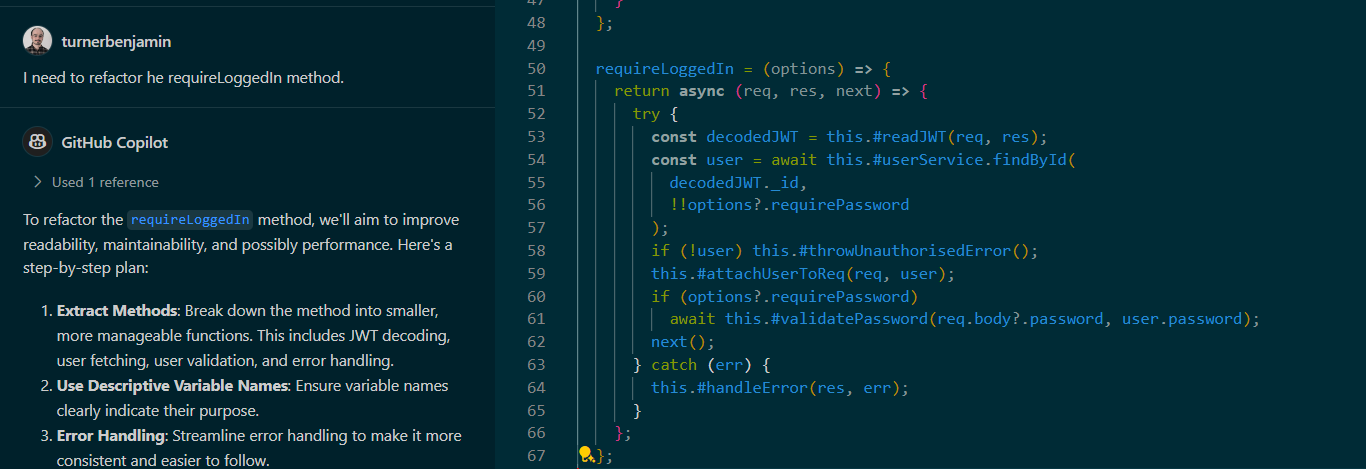 turnerbenjamin
I need to refactor he requireLoggedIn method.
GitHub Copilot
Used 1 reference
To refactor the requireLoggedIn method, we'll aim to improve
readability, maintainability, and possibly performance. Here's a
step-by-step plan:
1. Extract Methods: Break down the method into smaller,
more manageable functions. This includes JWT decoding,
user fetching, user validation, and error handling.
2. Use Descriptive Variable Names: Ensure variable names
clearly indicate their purpose.
3. Error Handling: Streamline error handling to make it more
consistent and easier to follow.
47 }
48 };
49
50 requireLoggedIn = (options) => {
51 return async (req, res, next) => {
52 try {
53 const decodedJWT = this.#readJWT(req, res);
54 const user = await this.#userService.findById(
55 decodedJWT._id,
56 !!options?.requirePassword
57 );
58 if (!user) this.#throwUnauthorisedError();
59 this.#attachUserToReq(req, user);
60 if (options?.requirePassword)
61 await this.#validatePassword(req.body?.password, user.password);
62 next();
63 } catch (err) {
64 this.#handleError(res, err);
65 }
66 };
67 };